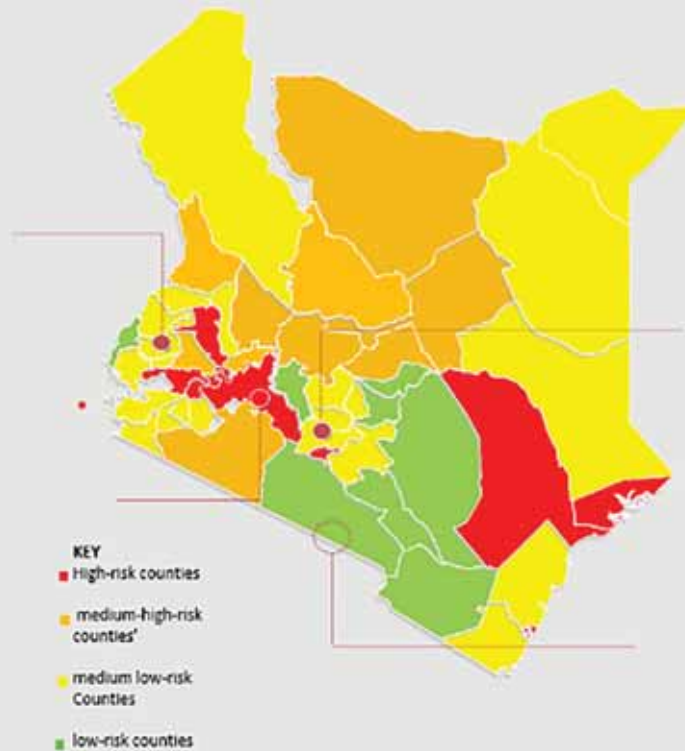 KEY
High-risk counties
medium-high-risk
counties'
medium low-risk
Counties
low-risk counties